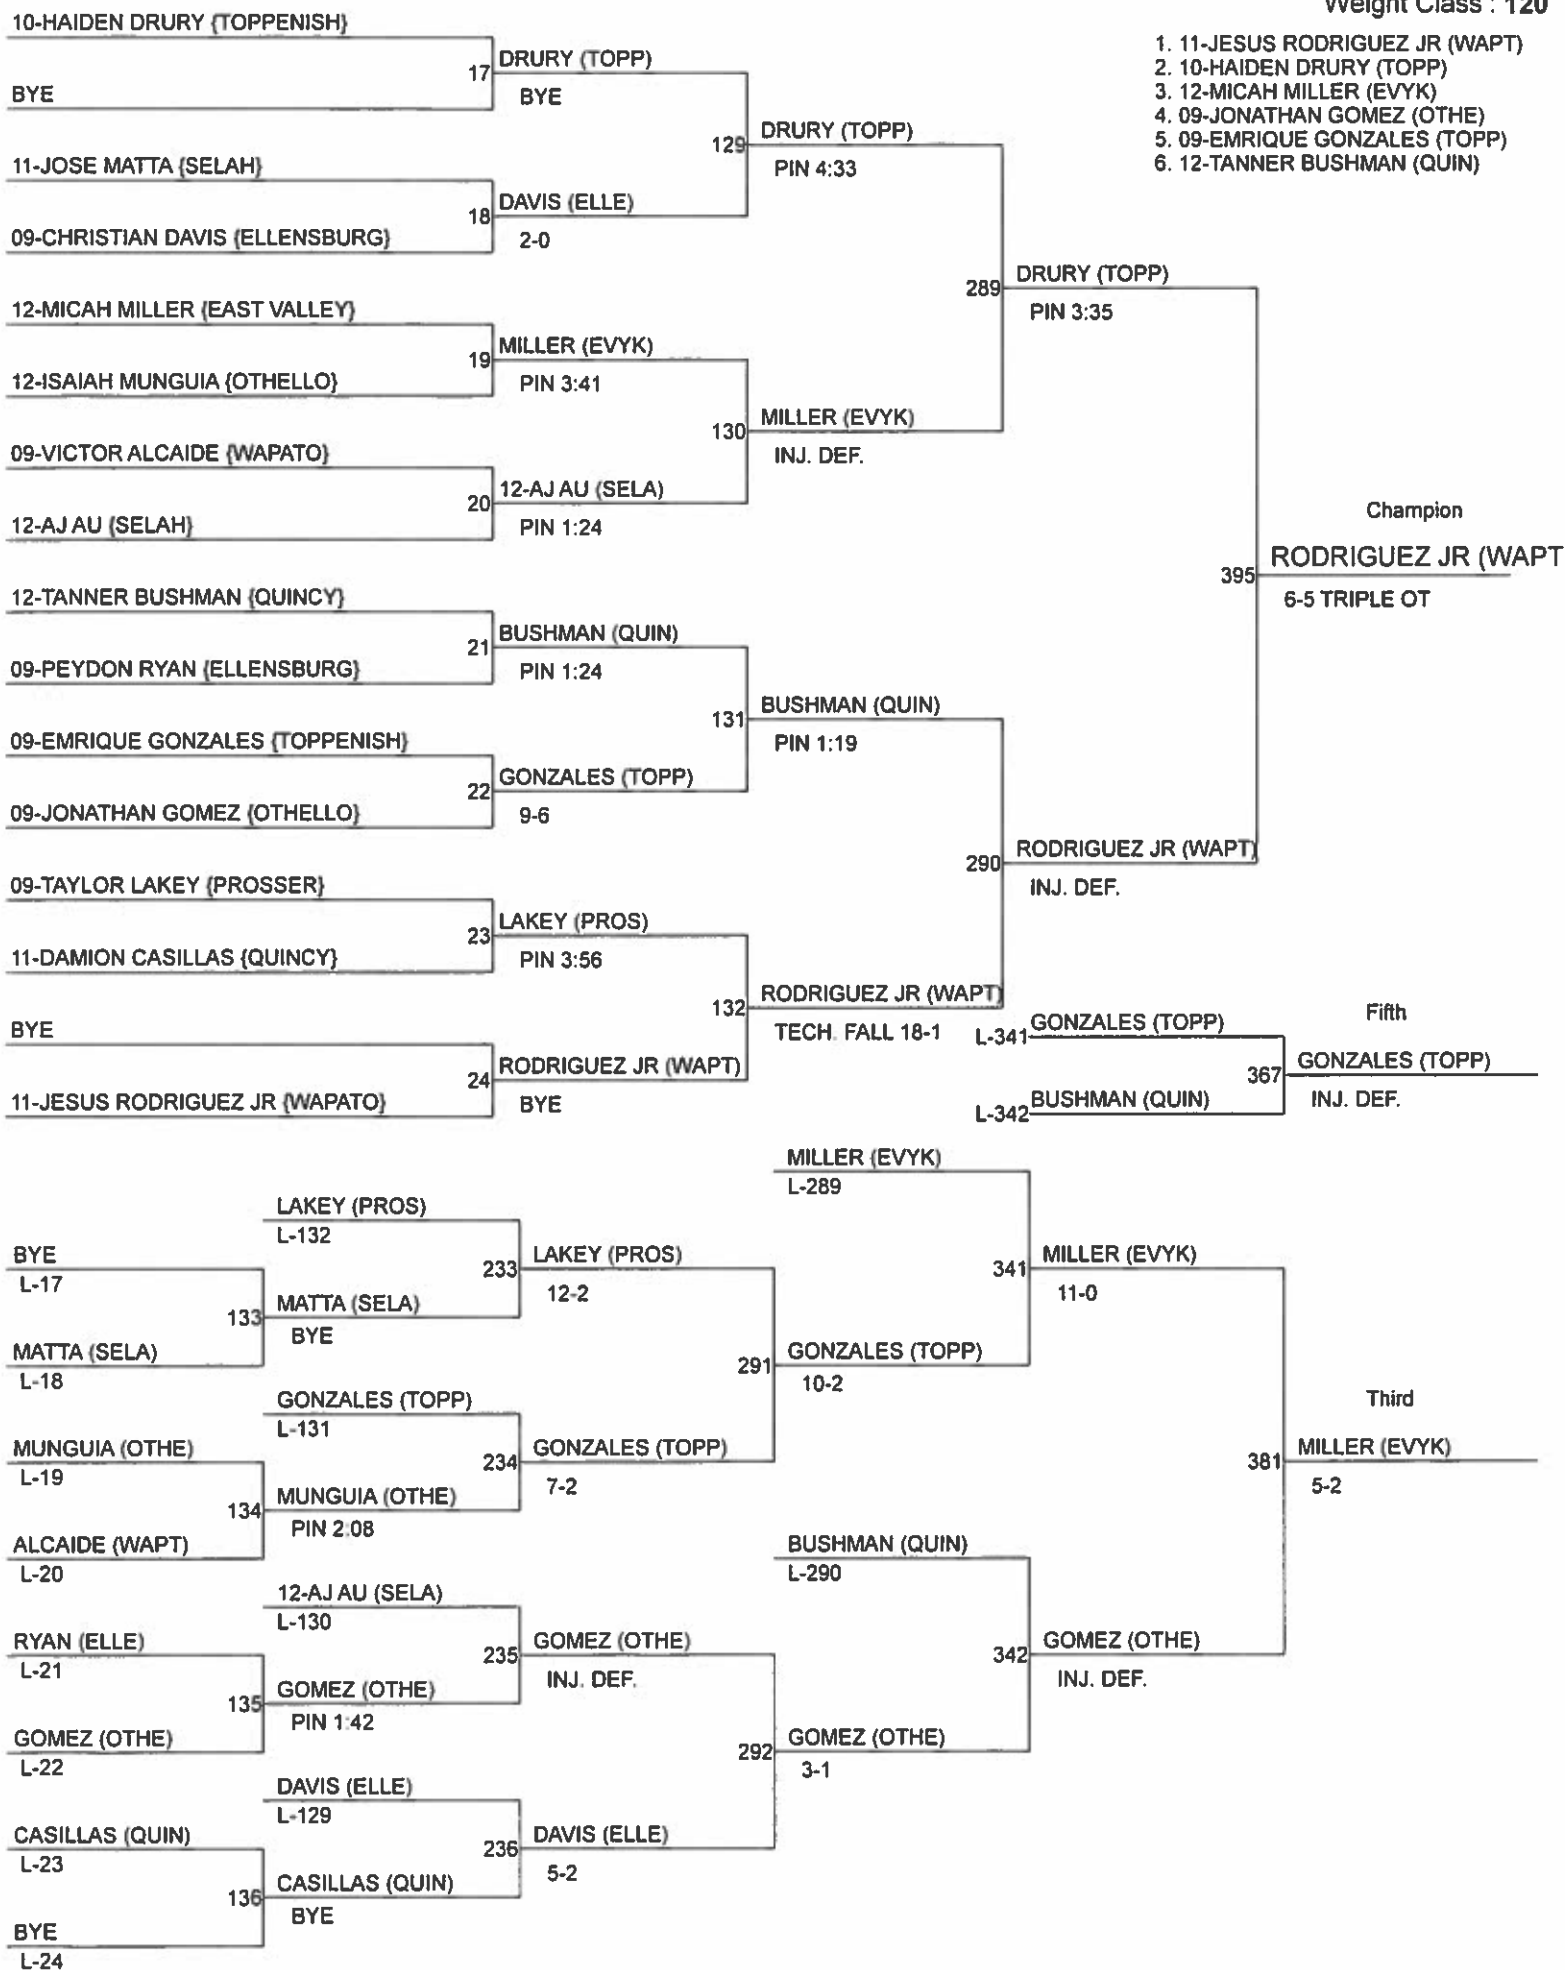 Weight Class : 120
1. 11-JESUS RODRIGUEZ JR (WAPT)
2. 10-HAIDEN DRURY (TOPP)
3. 12-MICAH MILLER (EVYK)
4. 09-JONATHAN GOMEZ (OTHE)
5. 09-EMRIQUE GONZALES (TOPP)
6. 12-TANNER BUSHMAN (QUIN)
10-HAIDEN DRURY {TOPPENISH}
BYE
17
DRURY (TOPP)
BYE
11-JOSE MATTA {SELAH}
09-CHRISTIAN DAVIS {ELLENSBURG}
18
DAVIS (ELLE)
2-0
129
DRURY (TOPP)
PIN 4:33
12-MICAH MILLER {EAST VALLEY}
12-ISAIAH MUNGUIA {OTHELLO}
19
MILLER (EVYK)
PIN 3:41
09-VICTOR ALCAIDE {WAPATO}
12-AJ AU {SELAH}
20
12-AJ AU (SELA)
PIN 1:24
130
MILLER (EVYK)
INJ. DEF.
289
DRURY (TOPP)
PIN 3:35
12-TANNER BUSHMAN {QUINCY}
09-PEYDON RYAN {ELLENSBURG}
21
BUSHMAN (QUIN)
PIN 1:24
09-EMRIQUE GONZALES {TOPPENISH}
09-JONATHAN GOMEZ {OTHELLO}
22
GONZALES (TOPP)
9-6
131
BUSHMAN (QUIN)
PIN 1:19
09-TAYLOR LAKEY {PROSSER}
11-DAMION CASILLAS {QUINCY}
23
LAKEY (PROS)
PIN 3:56
BYE
11-JESUS RODRIGUEZ JR {WAPATO}
24
RODRIGUEZ JR (WAPT)
BYE
132
RODRIGUEZ JR (WAPT)
TECH. FALL 18-1
290
RODRIGUEZ JR (WAPT)
INJ. DEF.
Champion
395
RODRIGUEZ JR (WAPT
6-5 TRIPLE OT
Fifth
L-341
GONZALES (TOPP)
L-342
BUSHMAN (QUIN)
367
GONZALES (TOPP)
INJ. DEF.
BYE
L-17
MATTA (SELA)
L-18
LAKEY (PROS)
L-132
133
MATTA (SELA)
BYE
233
LAKEY (PROS)
12-2
MUNGUIA (OTHE)
L-19
ALCAIDE (WAPT)
L-20
GONZALES (TOPP)
L-131
134
MUNGUIA (OTHE)
PIN 2:08
234
GONZALES (TOPP)
7-2
MILLER (EVYK)
L-289
291
GONZALES (TOPP)
10-2
341
MILLER (EVYK)
11-0
RYAN (ELLE)
L-21
GOMEZ (OTHE)
L-22
12-AJ AU (SELA)
L-130
135
GOMEZ (OTHE)
PIN 1:42
235
GOMEZ (OTHE)
INJ. DEF.
CASILLAS (QUIN)
L-23
BYE
L-24
DAVIS (ELLE)
L-129
136
CASILLAS (QUIN)
BYE
236
DAVIS (ELLE)
5-2
BUSHMAN (QUIN)
L-290
292
GOMEZ (OTHE)
3-1
342
GOMEZ (OTHE)
INJ. DEF.
Third
381
MILLER (EVYK)
5-2